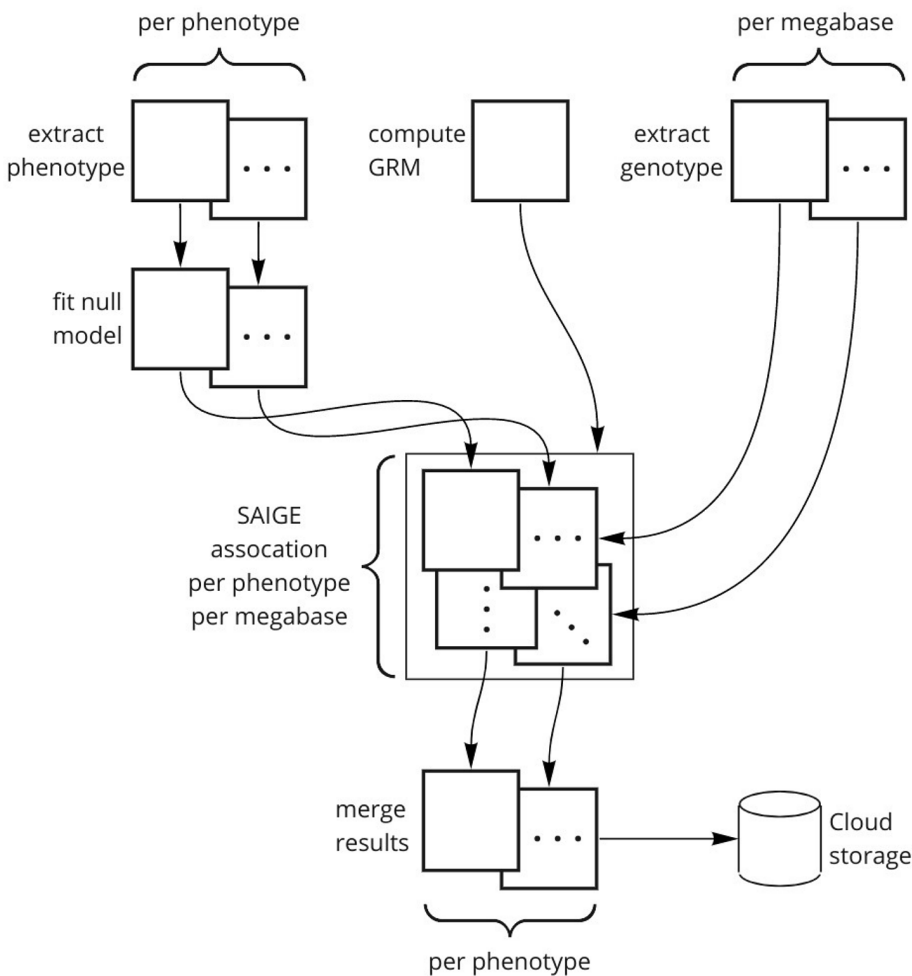 per phenotype
per megabase
extract
phenotype
compute
GRM
extract
genotype
fit null
model
SAIGE
assocation
per phenotype
per megabase
merge
results
Cloud
storage
per phenotype